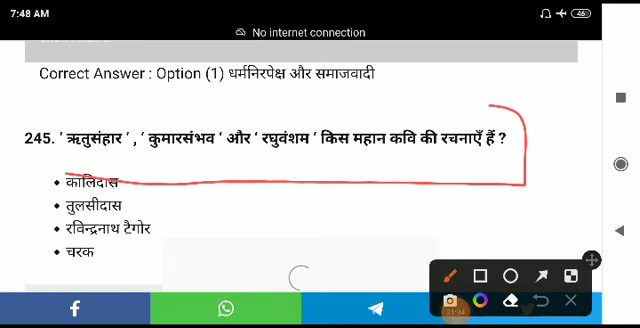 7:48 AM
46
No internet connection
Correct Answer : Option (1) धर्मनिरपेक्ष और समाजवादी
245. ' ऋतुसंहार ' , ' कुमारसंभव ' और ' रघुवंशम ' किस महान कवि की रचनाएँ हैं ?
• कालिदास
• तुलसीदास
• रविन्द्रनाथ टैगोर
• चरक
21:34